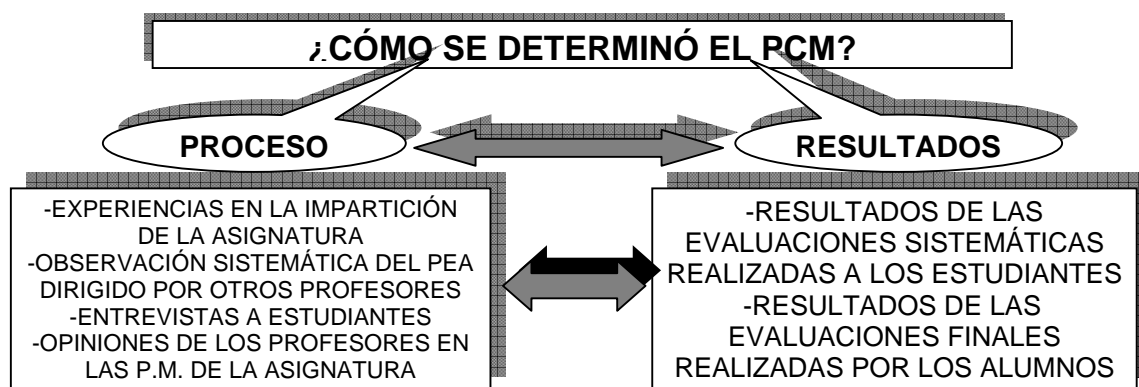 ¿CÓMO SE DETERMINÓ EL PCM?
PROCESO
RESULTADOS
-EXPERIENCIAS EN LA IMPARTICIÓN
DE LA ASIGNATURA
-OBSERVACIÓN SISTEMÁTICA DEL PEA
DIRIGIDO POR OTROS PROFESORES
-ENTREVISTAS A ESTUDIANTES
-OPINIONES DE LOS PROFESORES EN
LAS P.M. DE LA ASIGNATURA
-RESULTADOS DE LAS
EVALUACIONES SISTEMÁTICAS
REALIZADAS A LOS ESTUDIANTES
-RESULTADOS DE LAS
EVALUACIONES FINALES
REALIZADAS POR LOS ALUMNOS